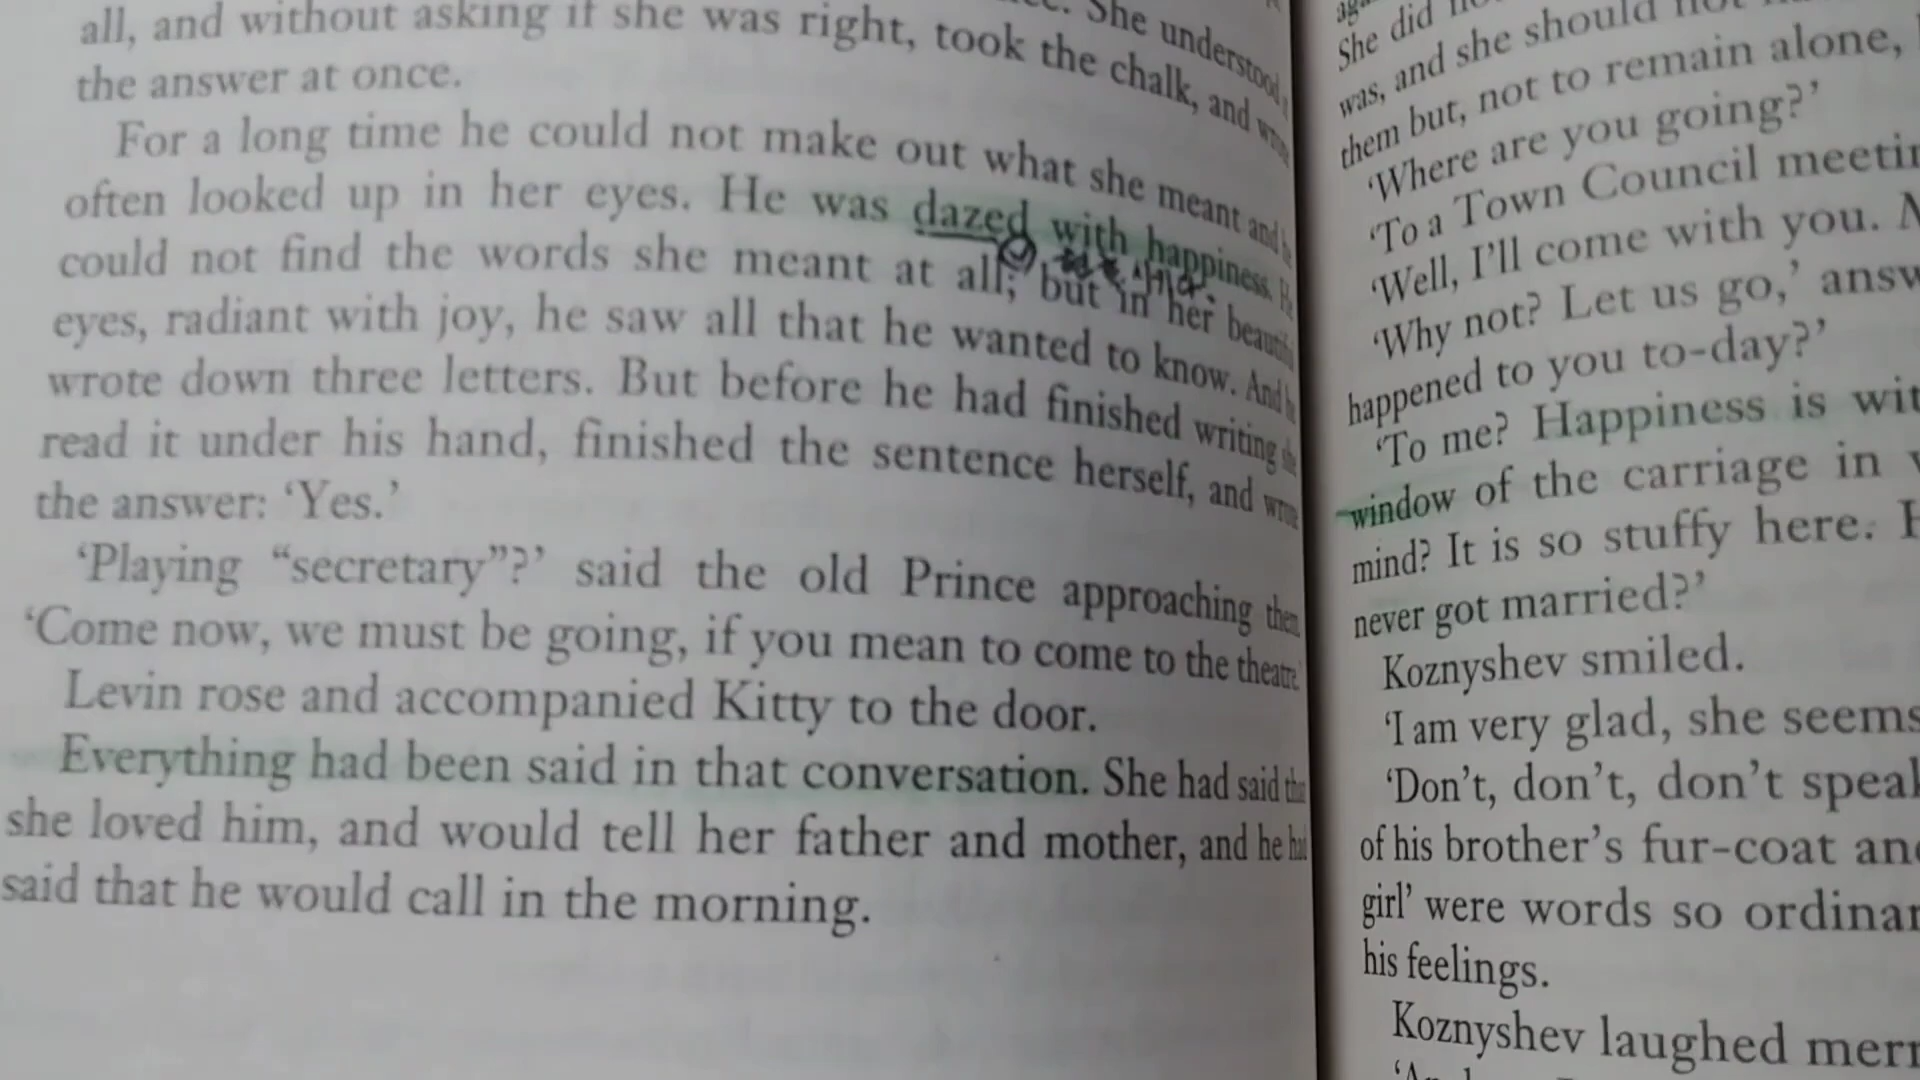 She understood
all, and without asking if she was right, took the chalk, and wrote
the answer at once.
For a long time he could not make out what she meant and he
often looked up in her eyes. He was dazed with happiness. He
could not find the words she meant at all; but in her beautiful
eyes, radiant with joy, he saw all that he wanted to know. And he
wrote down three letters. But before he had finished writing she
read it under his hand, finished the sentence herself, and wrote
the answer: ‘Yes.’
‘Playing “secretary”?’ said the old Prince approaching them.
‘Come now, we must be going, if you mean to come to the theatre.’
Levin rose and accompanied Kitty to the door.
Everything had been said in that conversation. She had said that
she loved him, and would tell her father and mother, and he had
said that he would call in the morning.
She did
was, and she should not
them but, not to remain alone,
‘Where are you going?’
‘To a Town Council
‘Well, I’ll come with you.
‘Why not? Let us go,’
happened to you to-day?’
‘To me? Happiness is
window of the carriage in
mind? It is so stuffy here.
never got married?’
Koznyshev smiled.
‘I am very glad, she seems
‘Don’t, don’t, don’t
of his brother’s fur-coat
girl’ were words so
his feelings.
Koznyshev laughed